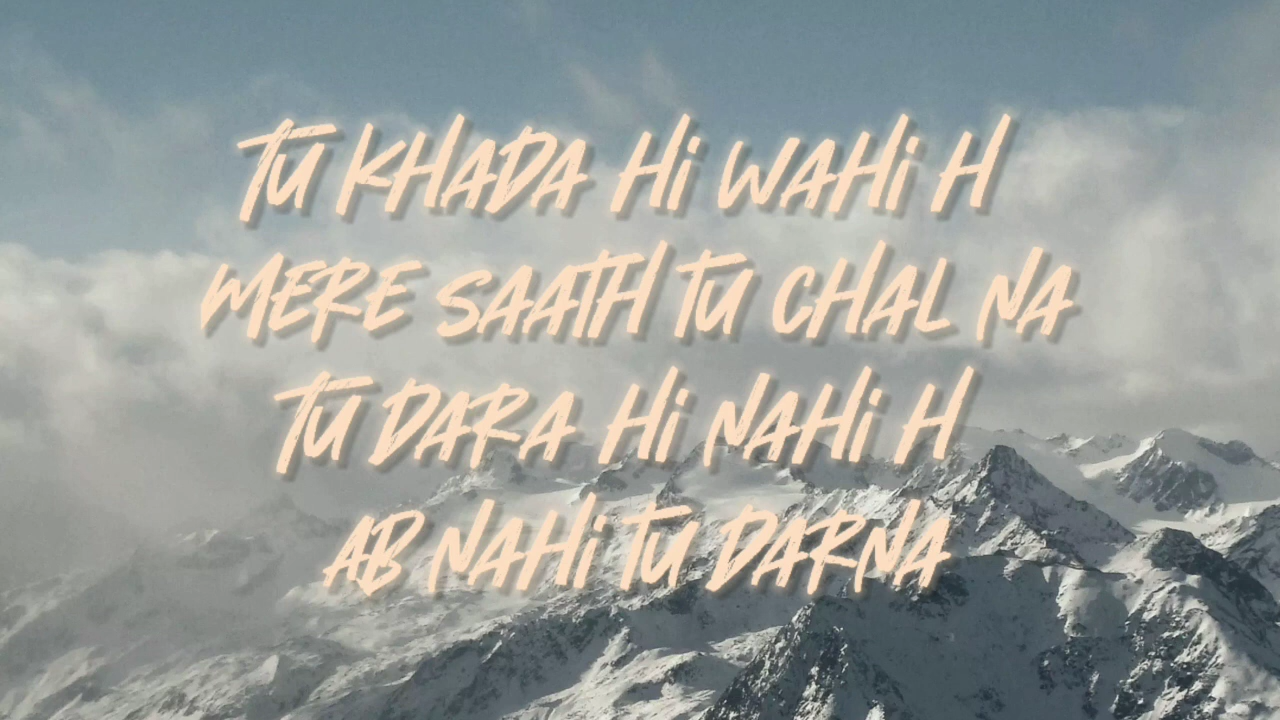 TU KHADA Hi WAHi H
MERE SAATH TU CHAL NA
TU DARA Hi NAHi H
AB NAHi TU DARNA